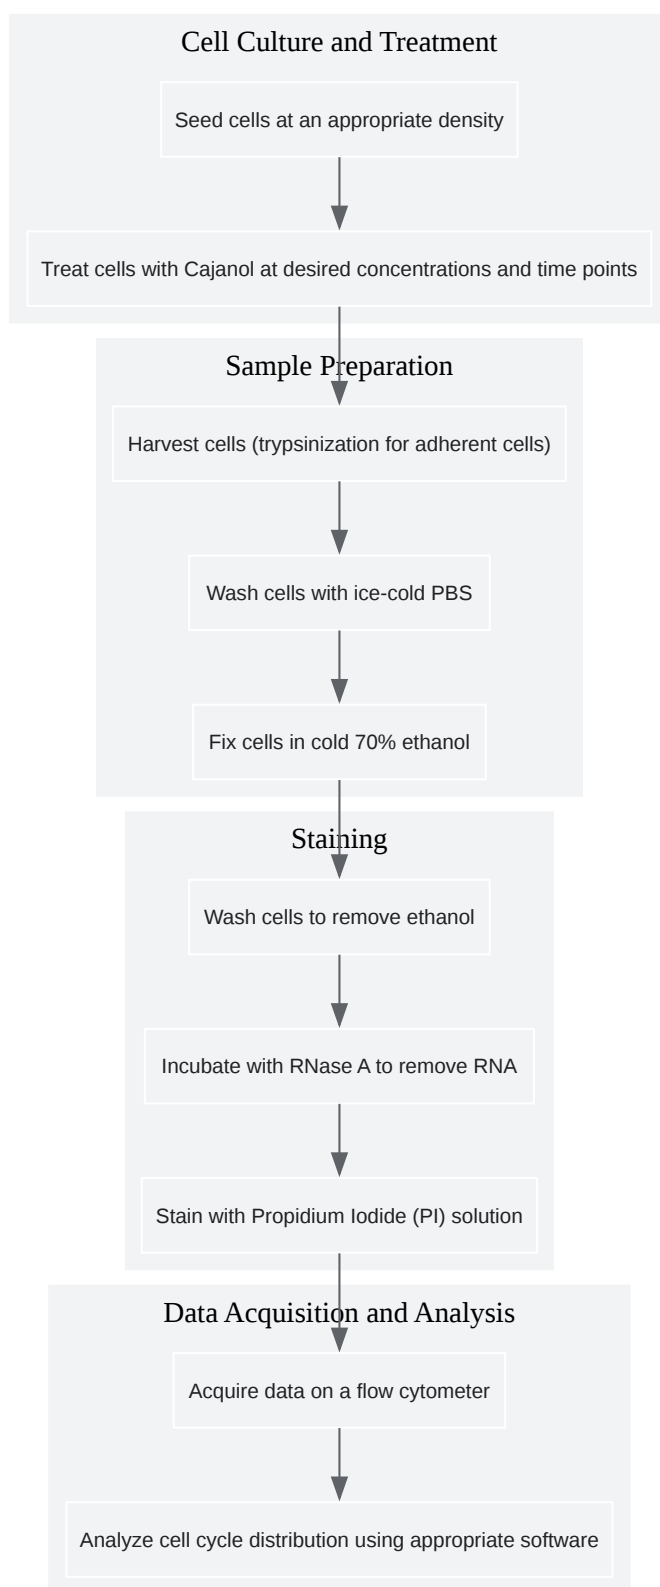 Cell Culture and Treatment
Seed cells at an appropriate density
Treat cells with Cajanol at desired concentrations and time points
Sample Preparation
Harvest cells (trypsinization for adherent cells)
Wash cells with ice-cold PBS
Fix cells in cold 70% ethanol
Staining
Wash cells to remove ethanol
Incubate with RNase A to remove RNA
Stain with Propidium Iodide (PI) solution
Data Acquisition and Analysis
Acquire data on a flow cytometer
Analyze cell cycle distribution using appropriate software